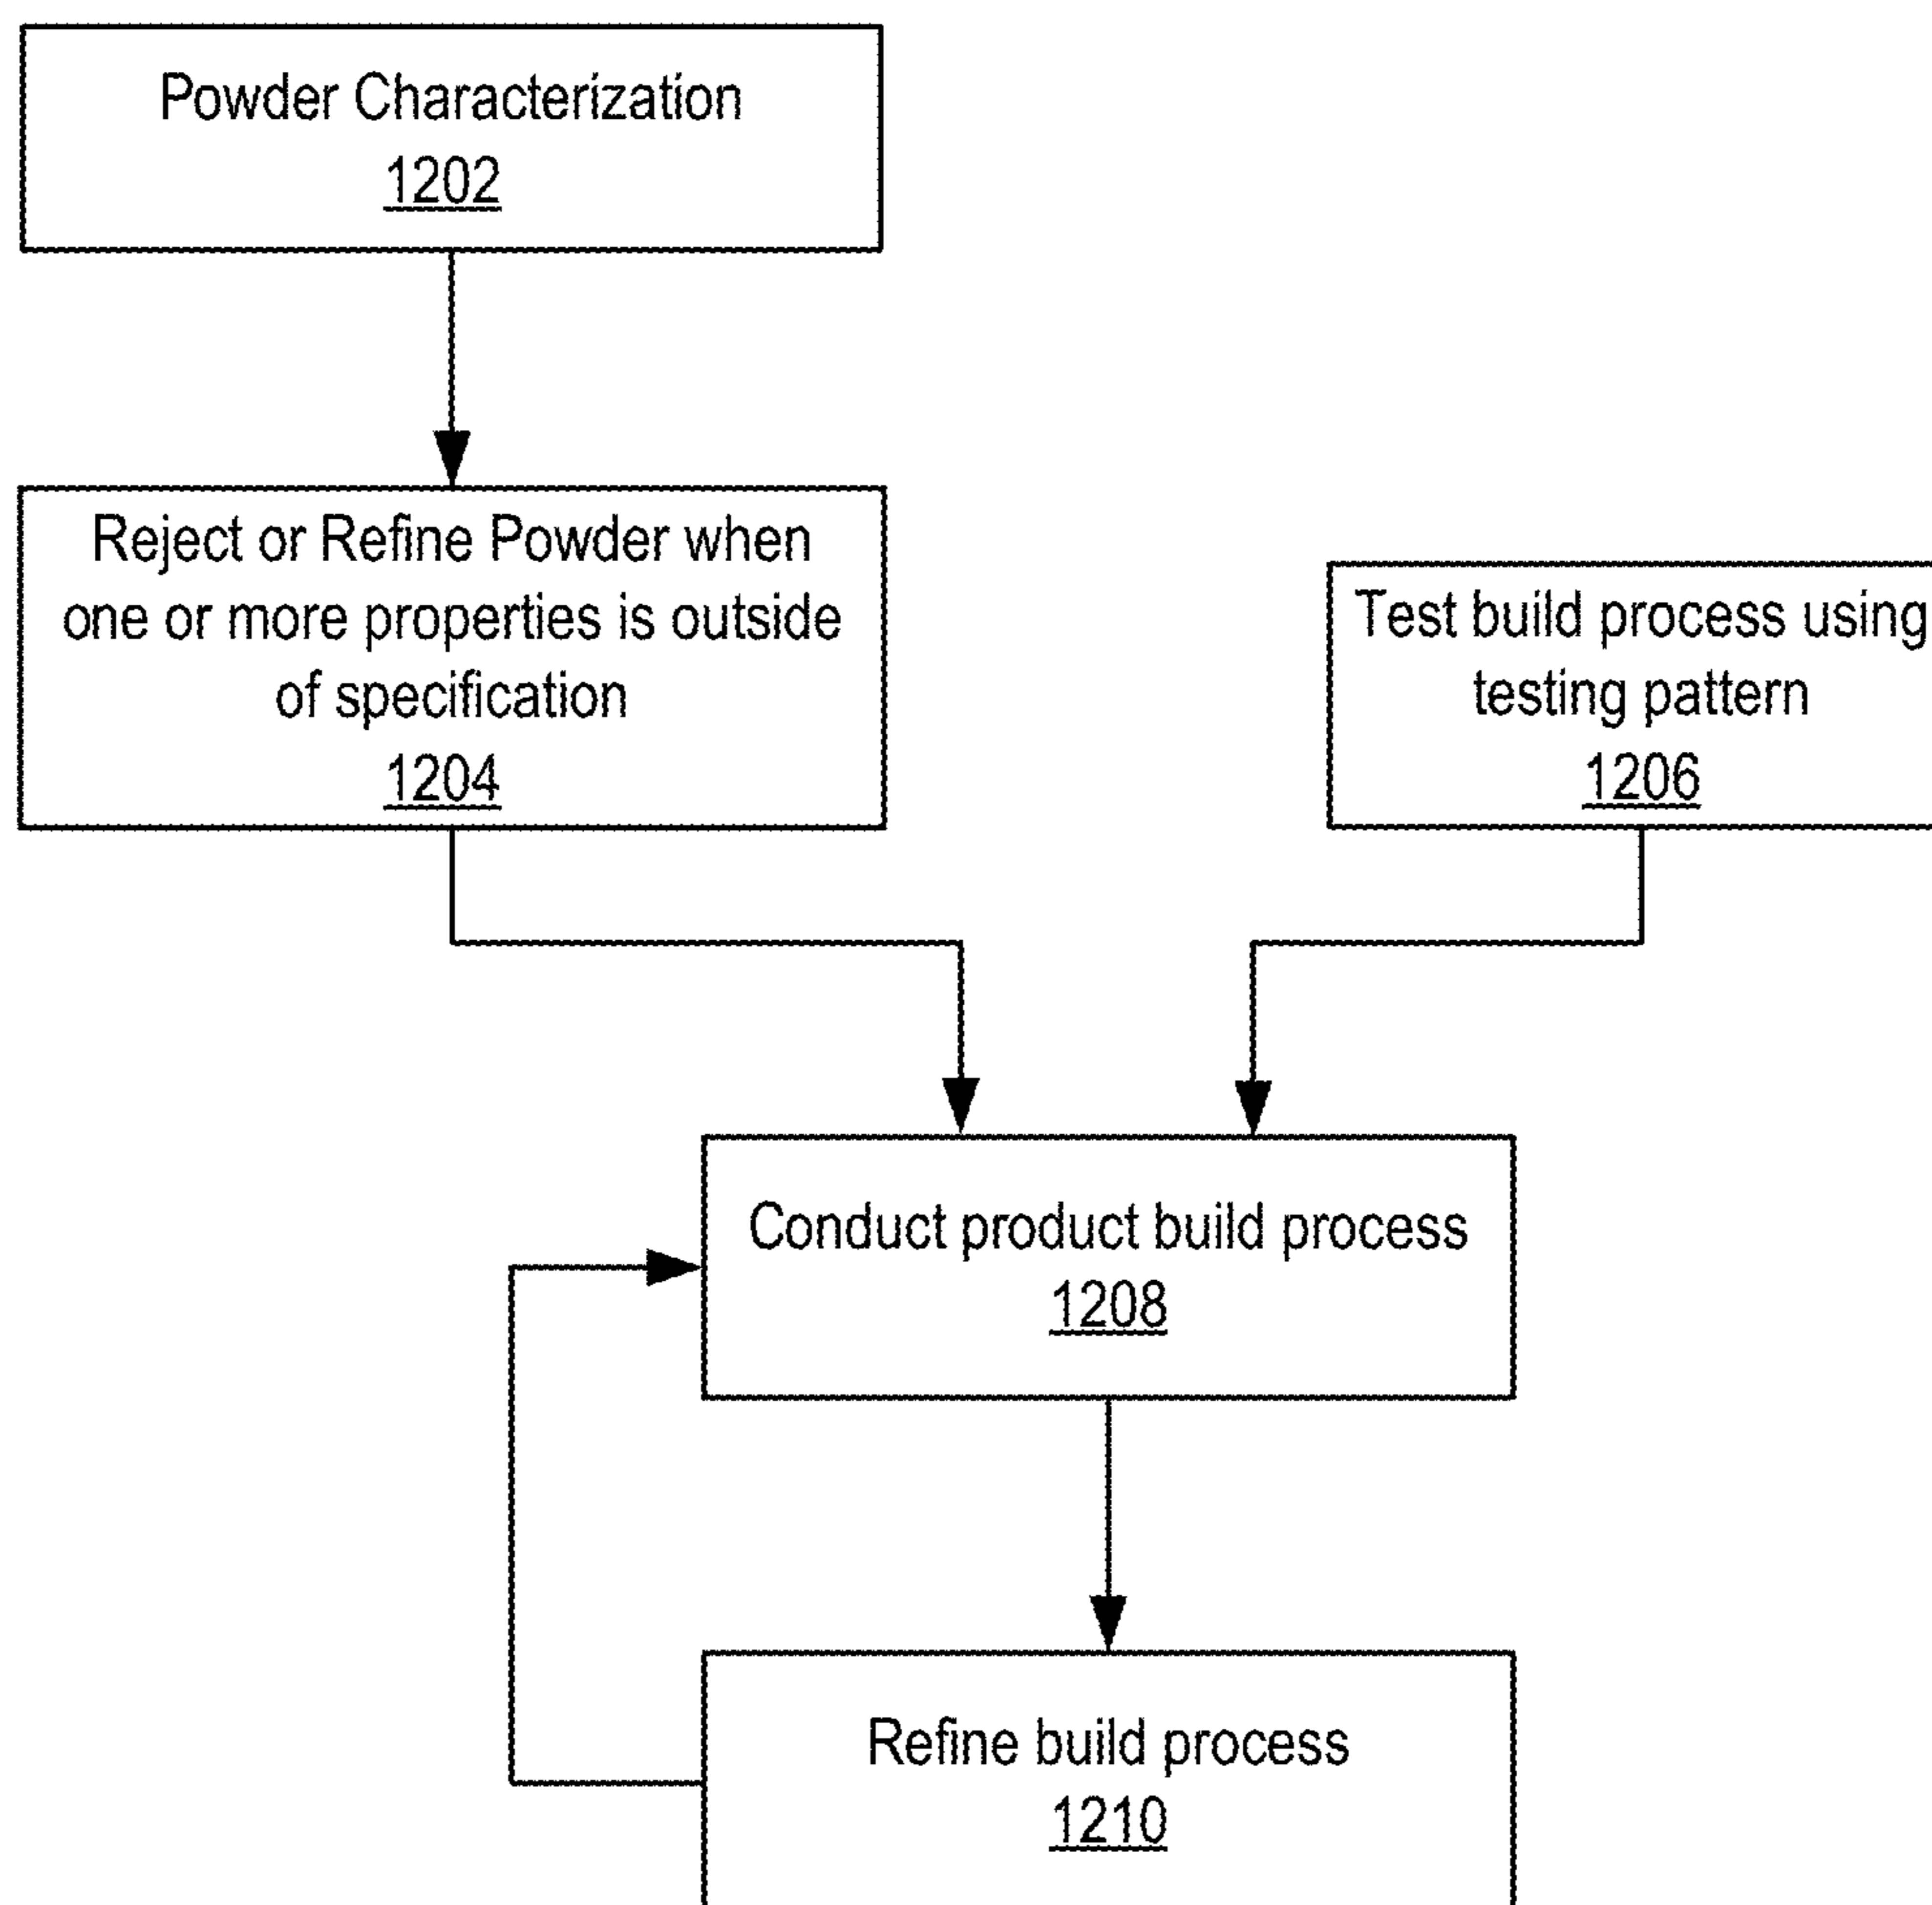 Powder Characterization
1202
Reject or Refine Powder when
one or more properties is outside
of specification
1204
Test build process using
testing pattern
1206
Conduct product build process
1208
Refine build process
1210